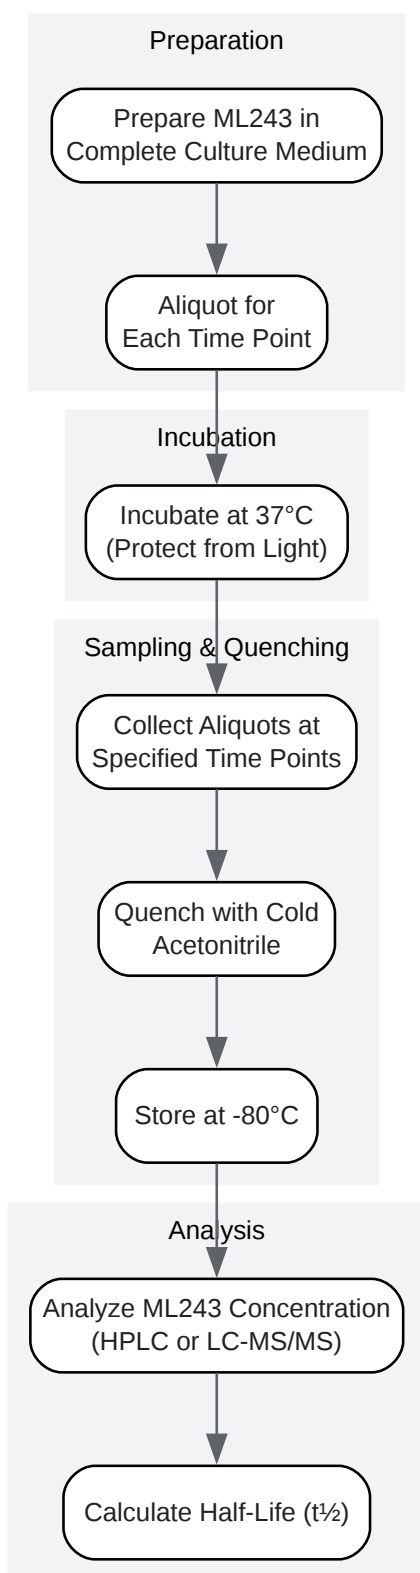 Preparation
Prepare ML243 in
Complete Culture Medium
Aliquot for
Each Time Point
Incubation
Incubate at 37°C
(Protect from Light)
Sampling & Quenching
Collect Aliquots at
Specified Time Points
Quench with Cold
Acetonitrile
Store at -80°C
Analysis
Analyze ML243 Concentration
(HPLC or LC-MS/MS)
Calculate Half-Life (t½)